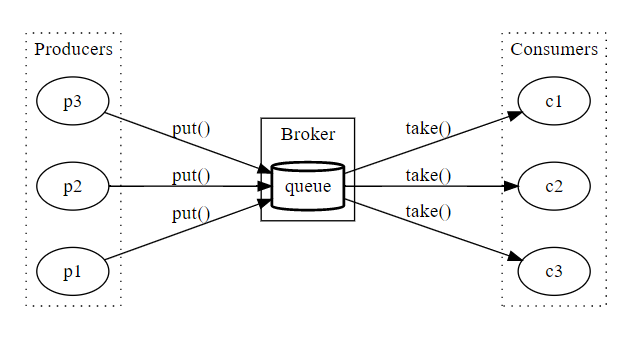 Producers
Consumers
p3
c1
put()
take()
Broker
p2
put()
queue
take()
c2
put()
take()
p1
c3